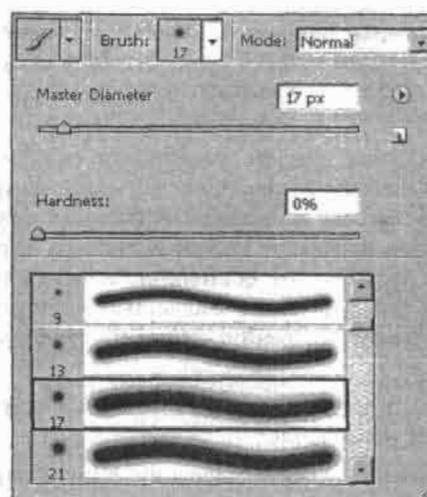 Brush: 17 Mode: Normal
Master Diameter 17 px
Hardness: 0%
9
13
17
21